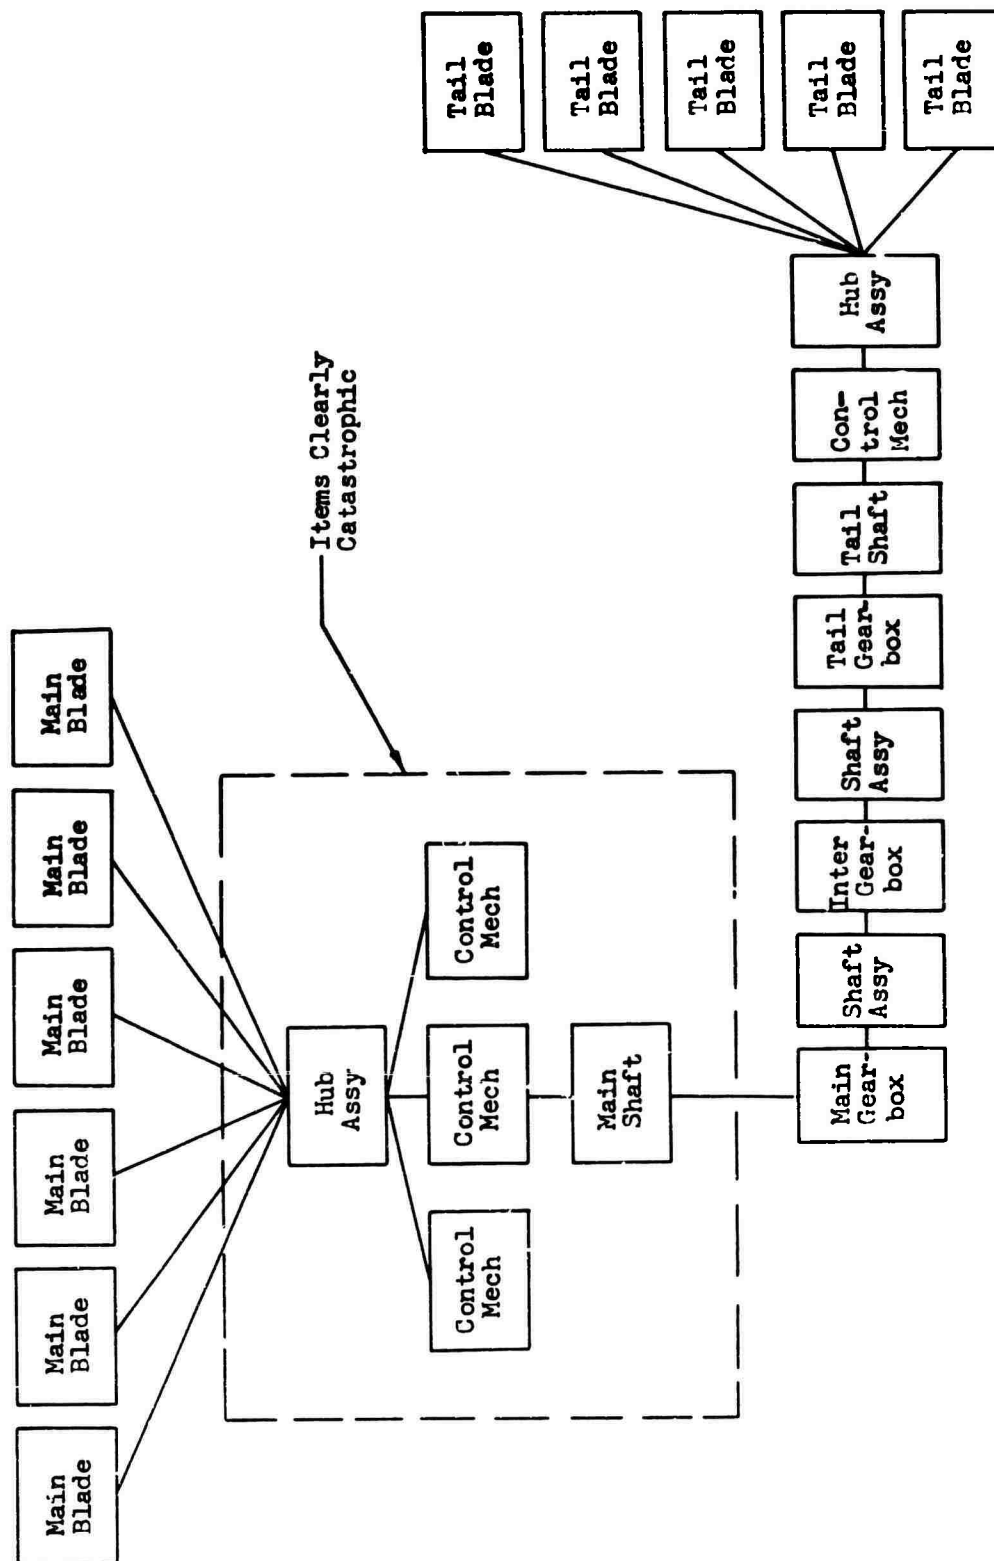 Main
Blade
Main
Blade
Main
Blade
Main
Blade
Main
Blade
Main
Blade
Items Clearly
Catastrophic
Hub
Assy
Control
Mech
Control
Mech
Control
Mech
Main
Shaft
Main
Gear-
box
Shaft
Assy
Inter
Gear-
box
Shaft
Assy
Tail
Gear-
box
Tail
Shaft
Con-
trol
Mech
Hub
Assy
Tail
Blade
Tail
Blade
Tail
Blade
Tail
Blade
Tail
Blade